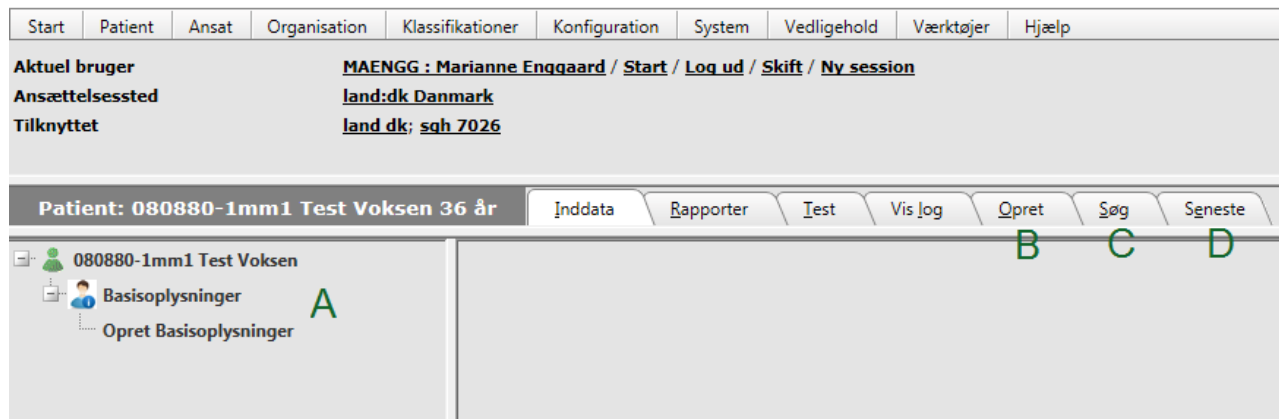 Start Patient Ansat Organisation Klassifikationer Konfiguration System Vedligehold Værktøjer Hjælp
Aktuel bruger MAENGG : Marianne Enggaard / Start / Log ud / Skift / Ny session
Ansættelsessted land:dk Danmark
Tilknyttet land dk; sgh 7026
Patient: 080880-1mm1 Test Voksen 36 år Inddata Rapporter Test Vis log Opret Søg Seneste
B C D
080880-1mm1 Test Voksen
Basisoplysninger
A
Opret Basisoplysninger